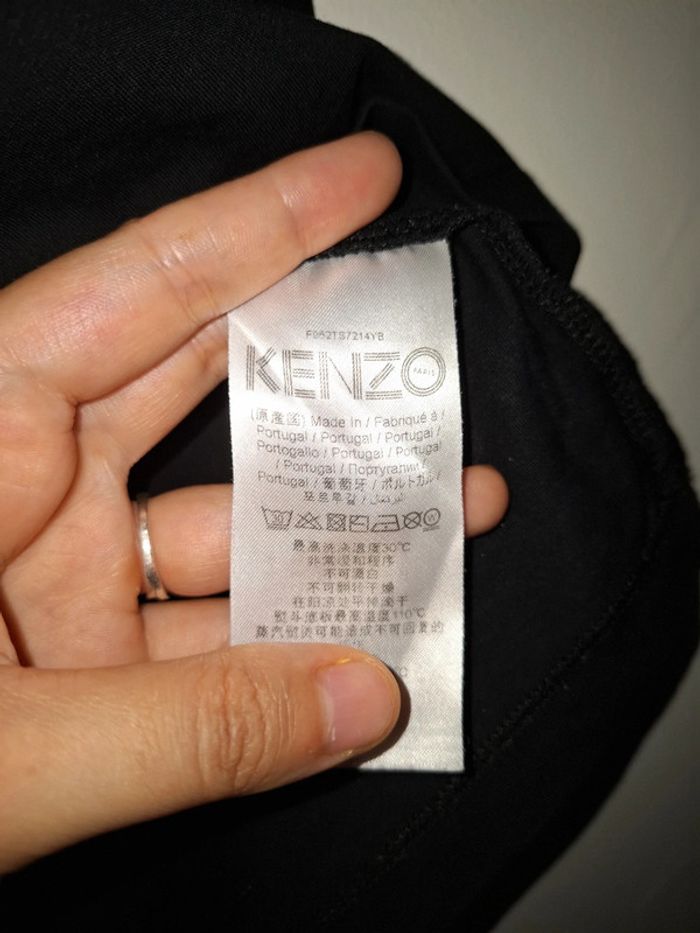 F962TS7214YB
KENZO
PARIS
(原產國) Made In / Fabriqué à /
Portugal / Portugal / Portugal /
Portogallo / Portugal / Portugal
/ Portugal / Португалия /
Portugal / 葡萄牙 / ポルトガル /
포르투갈 /
30 W
最高洗涤温度30℃
非常缓和程序
不可漂白
不可翻转干燥
在阴凉处平摊滴干
熨斗底板最高温度110℃
蒸汽熨烫可能造成不可回复的